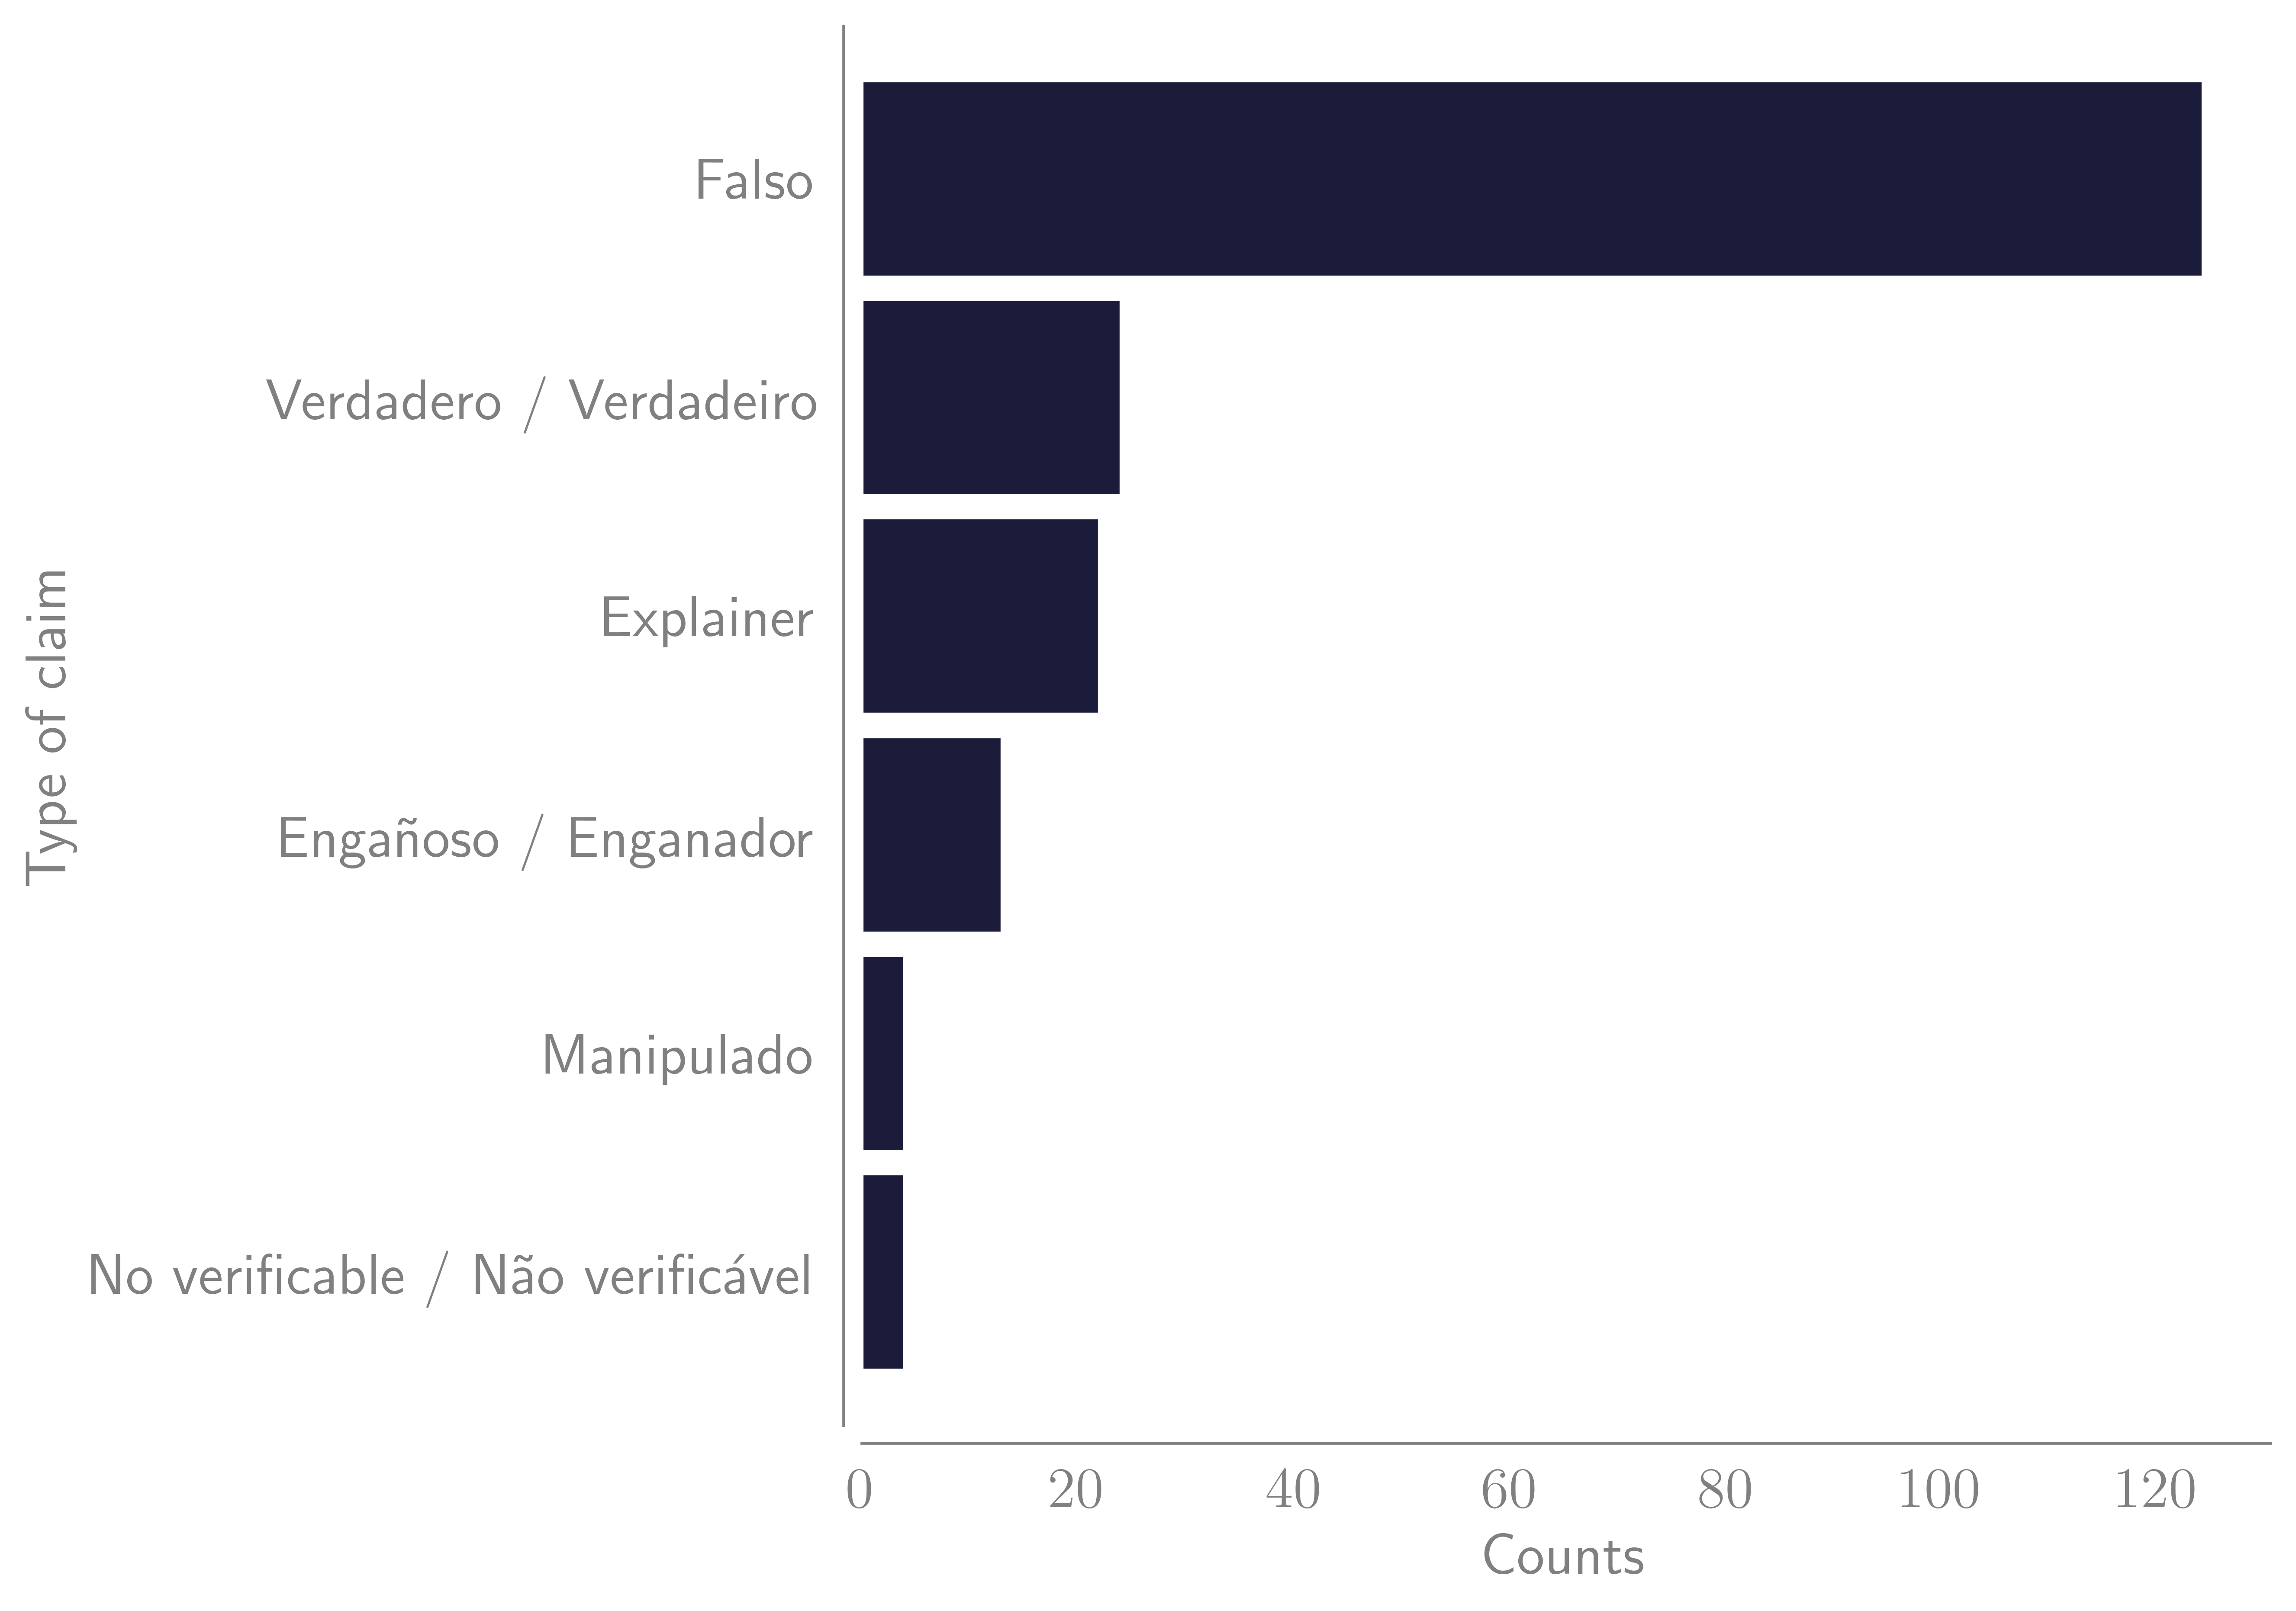 Type of claim
Falso
Verdadero / Verdadeiro
Explainer
Engañoso / Enganador
Manipulado
No verificable / Não verificável
0 20 40 60 80 100 120
Counts